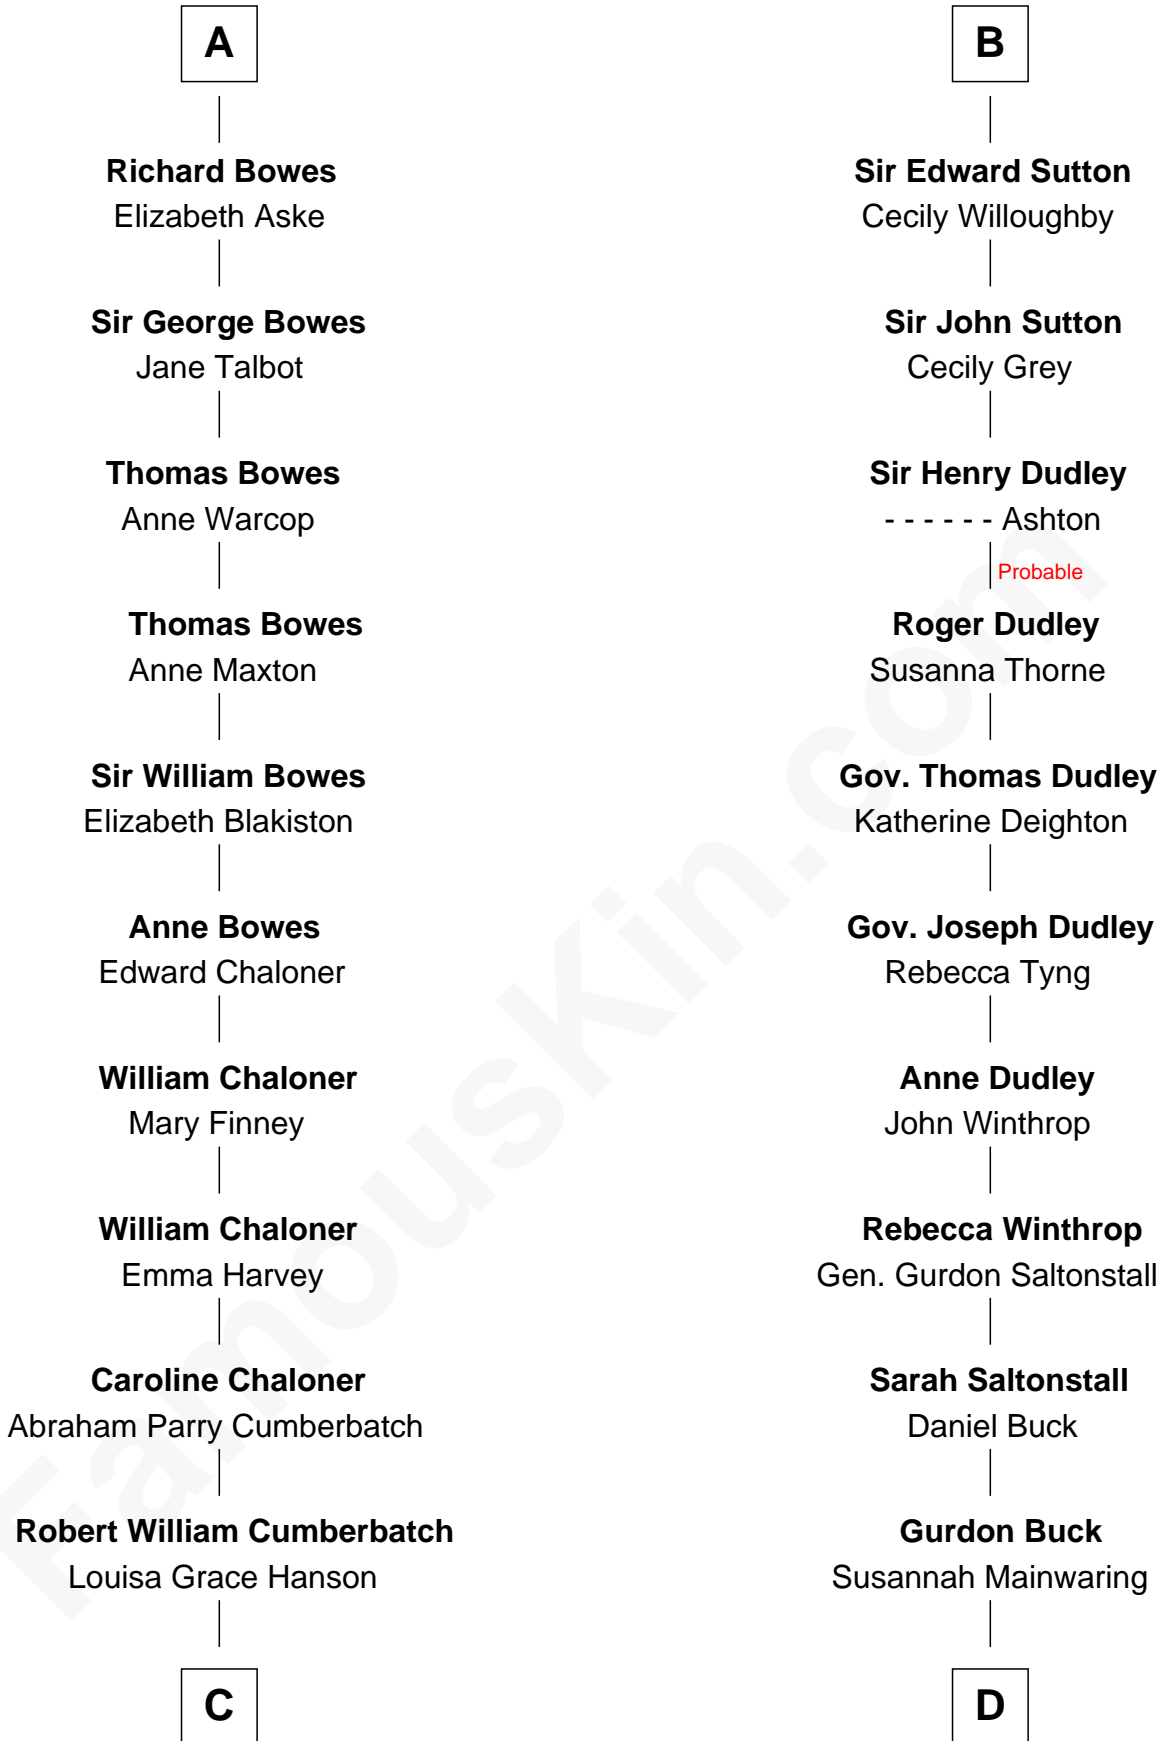 A
Richard Bowes
Elizabeth Aske
Sir George Bowes
Jane Talbot
Thomas Bowes
Anne Warcop
Thomas Bowes
Anne Maxton
Sir William Bowes
Elizabeth Blakiston
Anne Bowes
Edward Chaloner
William Chaloner
Mary Finney
William Chaloner
Emma Harvey
Caroline Chaloner
Abraham Parry Cumberbatch
Robert William Cumberbatch
Louisa Grace Hanson
C
B
Sir Edward Sutton
Cecily Willoughby
Sir John Sutton
Cecily Grey
Sir Henry Dudley
- - - - - - Ashton
Probable
Roger Dudley
Susanna Thorne
Gov. Thomas Dudley
Katherine Deighton
Gov. Joseph Dudley
Rebecca Tyng
Anne Dudley
John Winthrop
Rebecca Winthrop
Gen. Gurdon Saltonstall
Sarah Saltonstall
Daniel Buck
Gurdon Buck
Susannah Mainwaring
D
FamousKin.com